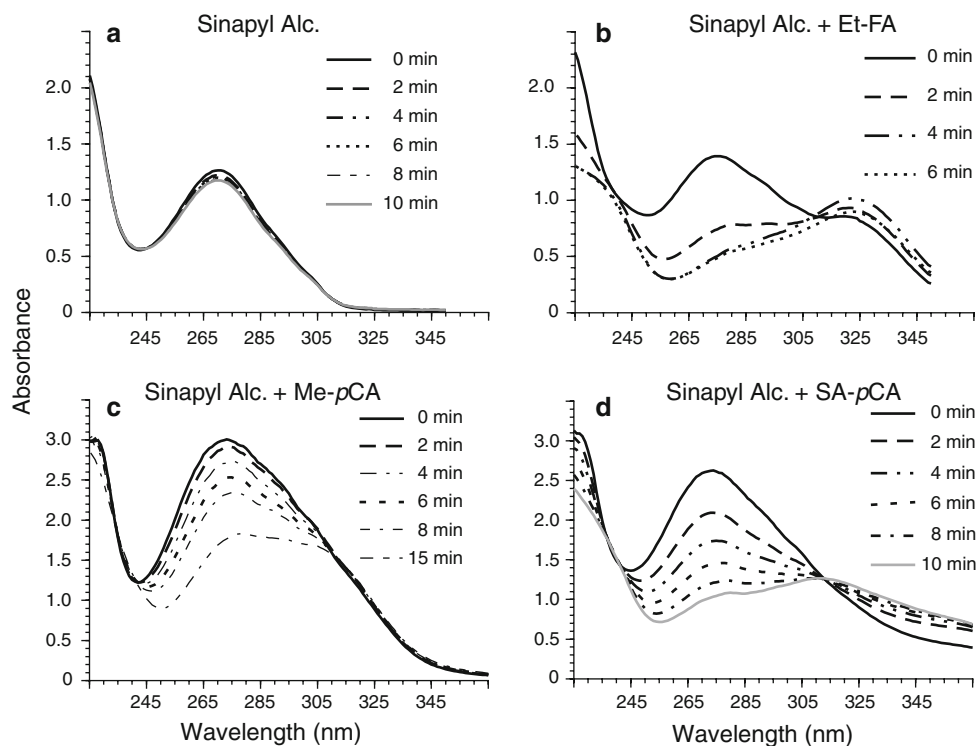 a
Sinapyl Alc.
0 min
2 min
4 min
6 min
8 min
10 min
2.0
1.5
1.0
0.5
0
245
265
285
305
325
345
b
Sinapyl Alc. + Et-FA
0 min
2 min
4 min
6 min
2.0
1.5
1.0
0.5
0
245
265
285
305
325
345
Absorbance
c
Sinapyl Alc. + Me-pCA
0 min
2 min
4 min
6 min
8 min
15 min
3.0
2.5
2.0
1.5
1.0
0.5
0
245
265
285
305
325
345
Wavelength (nm)
d
Sinapyl Alc. + SA-pCA
0 min
2 min
4 min
6 min
8 min
10 min
3.0
2.5
2.0
1.5
1.0
0.5
0
245
265
285
305
325
345
Wavelength (nm)